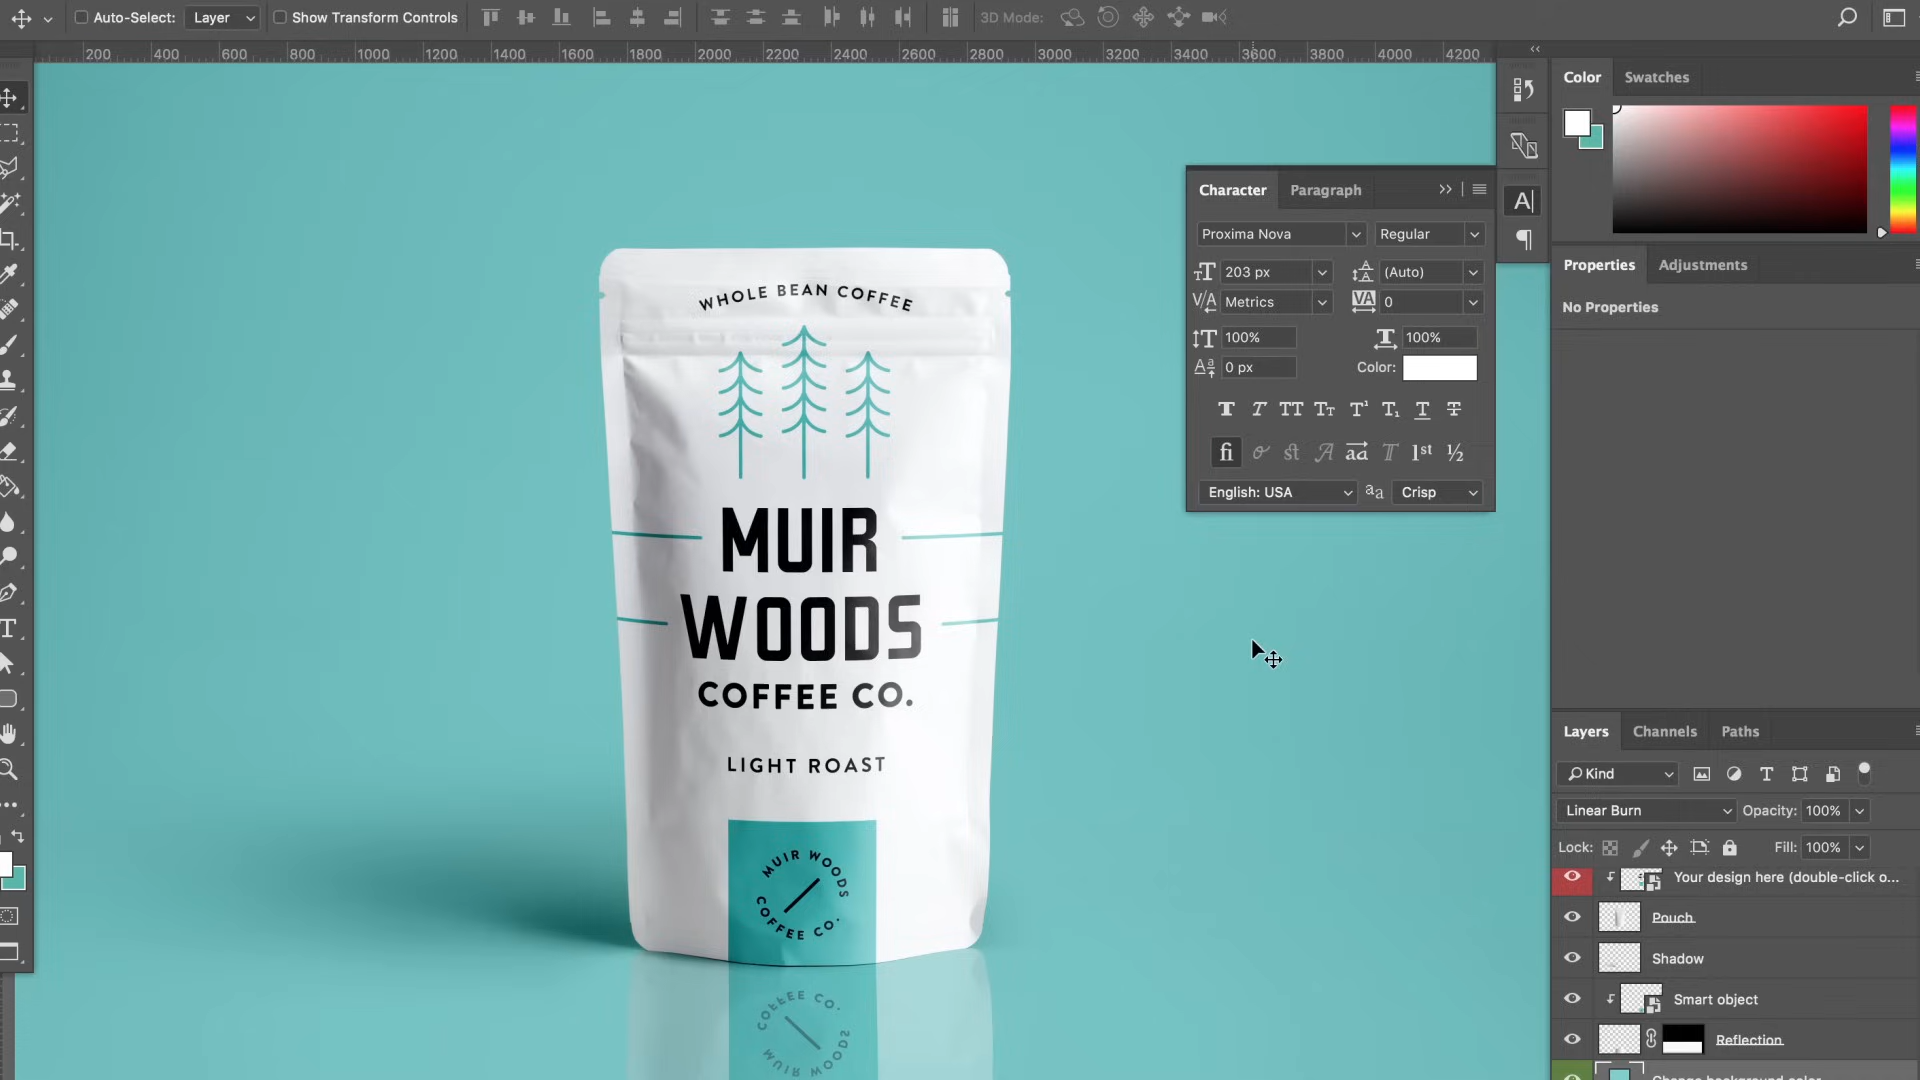 Auto-Select:
Layer
Show Transform Controls
3D Mode:
200 400 600 800 1000 1200 1400 1600 1800 2000 2200 2400 2600 2800 3000 3200 3400 3600 3800 4000 4200
Color Swatches
Character Paragraph
Proxima Nova Regular
203 px (Auto)
Metrics 0
100% 100%
0 px Color:
English: USA Crisp
Properties Adjustments
No Properties
Layers Channels Paths
Kind
Linear Burn Opacity: 100%
Lock: Fill: 100%
Your design here (double-click o...
Pouch
Shadow
Smart object
Reflection
WHOLE BEAN COFFEE
MUIR
WOODS
COFFEE CO.
LIGHT ROAST
MUIR WOODS
COFFEE CO.